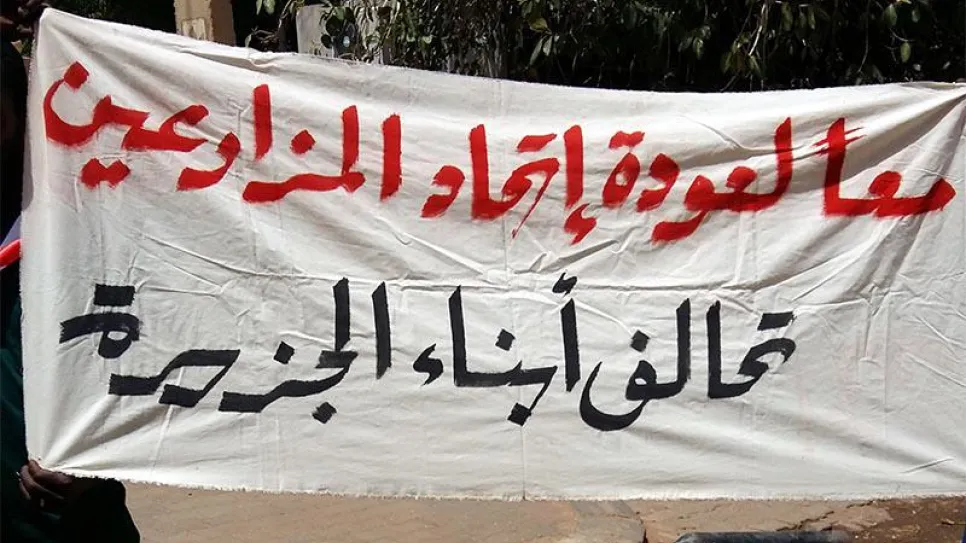 معاً لعودة إتحاد المزارعين
تحالف أبناء الجزيرة